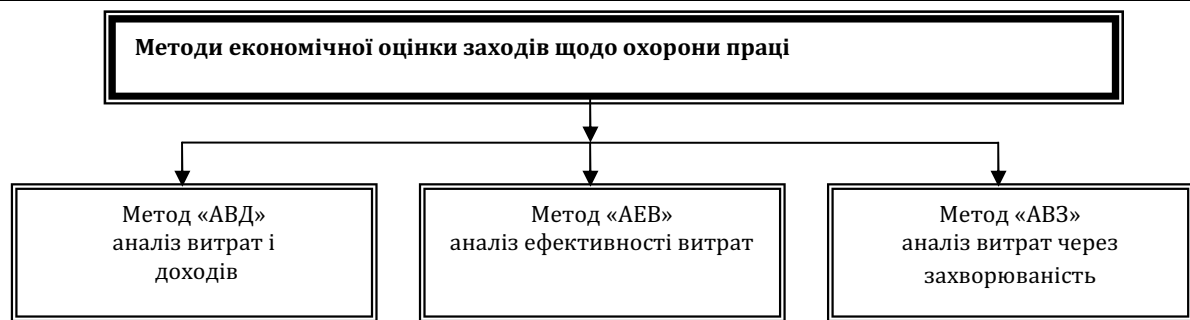 Методи економічної оцінки заходів щодо охорони праці
Метод «АВД»
аналіз витрат і
доходів
Метод «АЕВ»
аналіз ефективності витрат
Метод «АВЗ»
аналіз витрат через
захворюваність